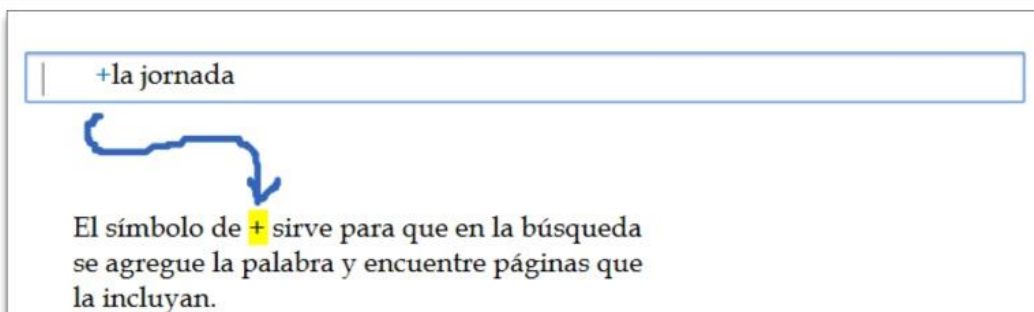 +la jornada
El símbolo de + sirve para que en la búsqueda
se agregue la palabra y encuentre páginas que
la incluyan.